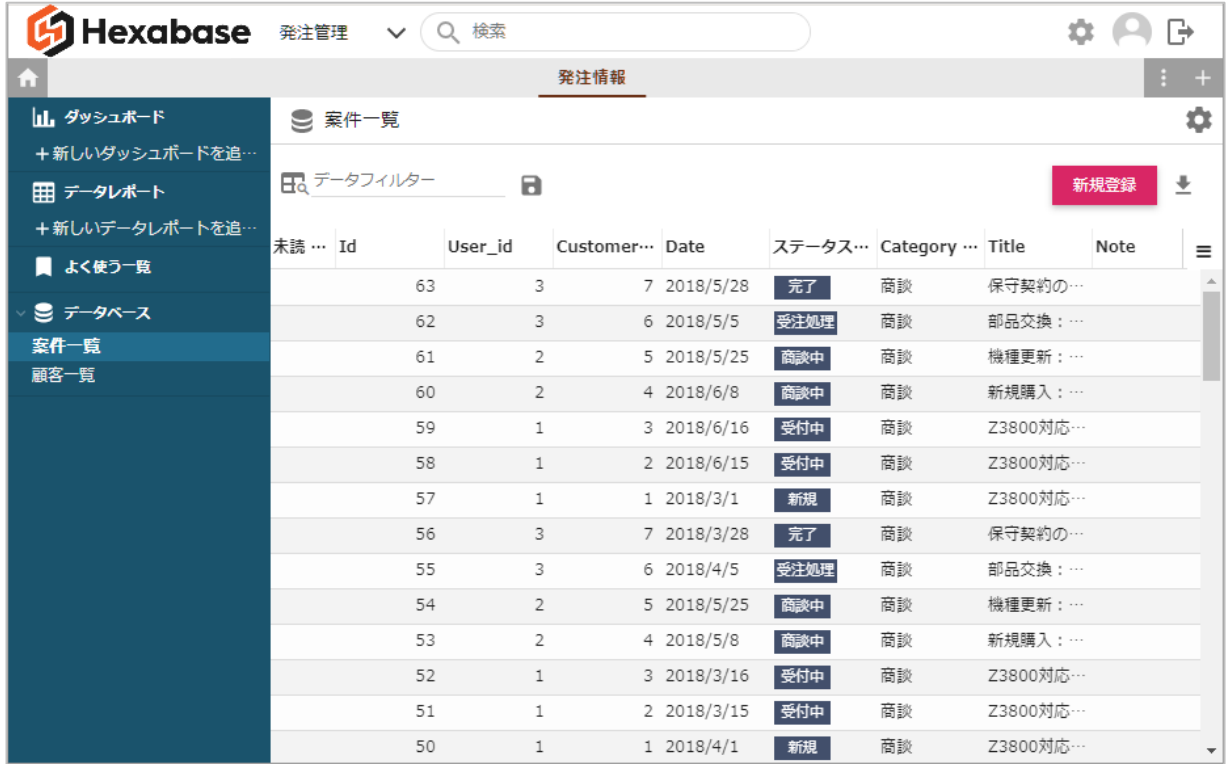 Hexabase 発注管理 検索
発注情報
ダッシュボード
+新しいダッシュボードを追…
データレポート
+新しいデータレポートを追…
よく使う一覧
データベース
案件一覧
顧客一覧
案件一覧
データフィルター
新規登録
未読 … Id User_id Customer… Date ステータス… Category … Title Note
63 3 7 2018/5/28 完了 商談 保守契約の…
62 3 6 2018/5/5 受注処理 商談 部品交換：…
61 2 5 2018/5/25 商談中 商談 機種更新：…
60 2 4 2018/6/8 商談中 商談 新規購入：…
59 1 3 2018/6/16 受付中 商談 Z3800対応…
58 1 2 2018/6/15 受付中 商談 Z3800対応…
57 1 1 2018/3/1 新規 商談 Z3800対応…
56 3 7 2018/3/28 完了 商談 保守契約の…
55 3 6 2018/4/5 受注処理 商談 部品交換：…
54 2 5 2018/5/25 商談中 商談 機種更新：…
53 2 4 2018/5/8 商談中 商談 新規購入：…
52 1 3 2018/3/16 受付中 商談 Z3800対応…
51 1 2 2018/3/15 受付中 商談 Z3800対応…
50 1 1 2018/4/1 新規 商談 Z3800対応…